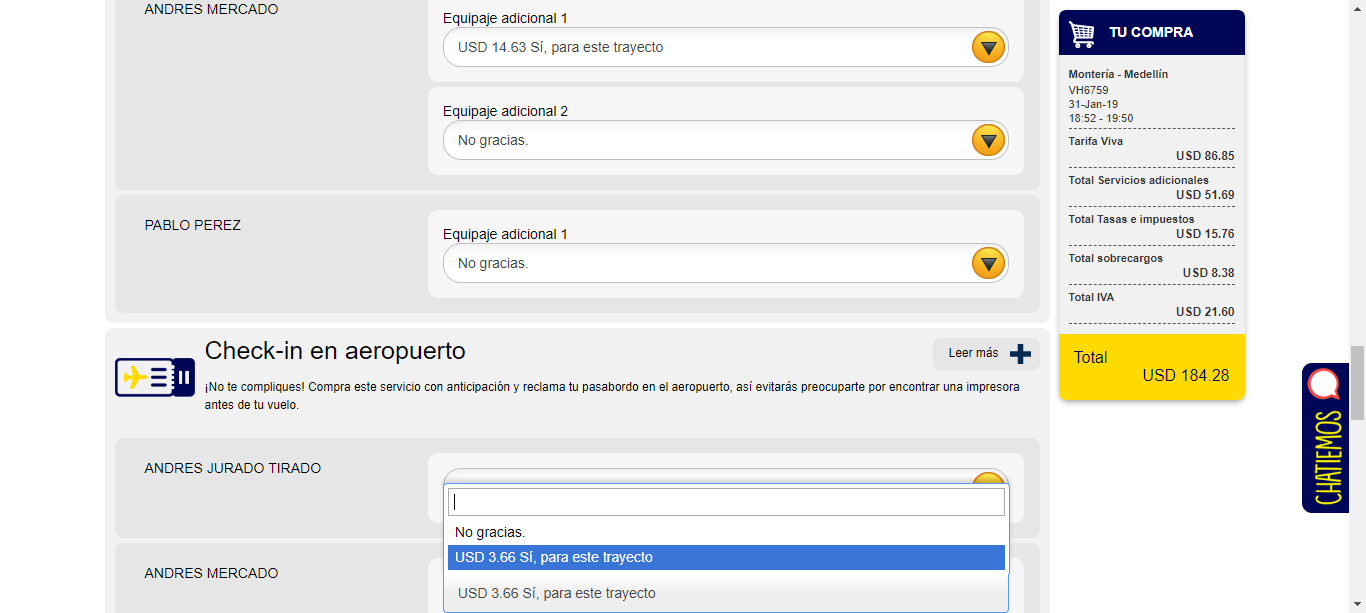 ANDRES MERCADO
Equipaje adicional 1
USD 14.63 Sí, para este trayecto
Equipaje adicional 2
No gracias.
PABLO PEREZ
Equipaje adicional 1
No gracias.
Check-in en aeropuerto
Leer más
¡No te compliques! Compra este servicio con anticipación y reclama tu pasabordo en el aeropuerto, así evitarás preocuparte por encontrar una impresora
antes de tu vuelo.
ANDRES JURADO TIRADO
No gracias.
USD 3.66 Sí, para este trayecto
ANDRES MERCADO
USD 3.66 Sí, para este trayecto
TU COMPRA
Montería - Medellín
VH6759
31-Jan-19
18:52 - 19:50
Tarifa Viva
USD 86.85
Total Servicios adicionales
USD 51.69
Total Tasas e impuestos
USD 15.76
Total sobrecargos
USD 8.38
Total IVA
USD 21.60
Total
USD 184.28
CHATIEMOS